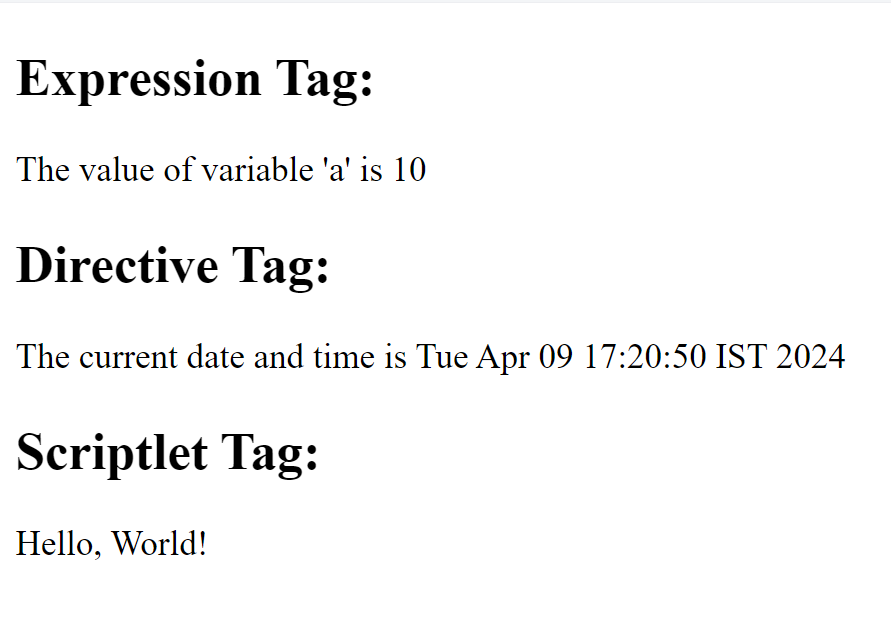 Expression Tag:
The value of variable 'a' is 10
Directive Tag:
The current date and time is Tue Apr 09 17:20:50 IST 2024
Scriptlet Tag:
Hello, World!